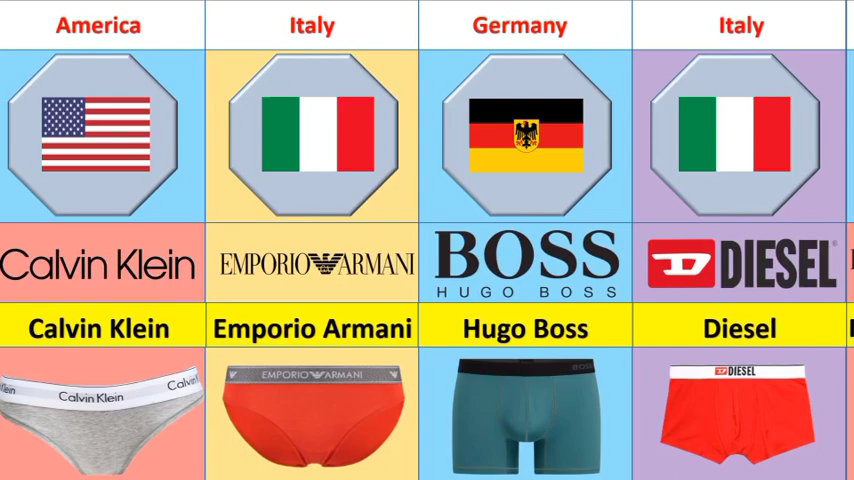 America
Italy
Germany
Italy
Calvin Klein
EMPORIO ARMANI
BOSS
HUGO BOSS
DIESEL
Calvin Klein
Emporio Armani
Hugo Boss
Diesel
lein Calvin Klein Calvin K
EMPORIO ARMANI
BOSS
DIESEL